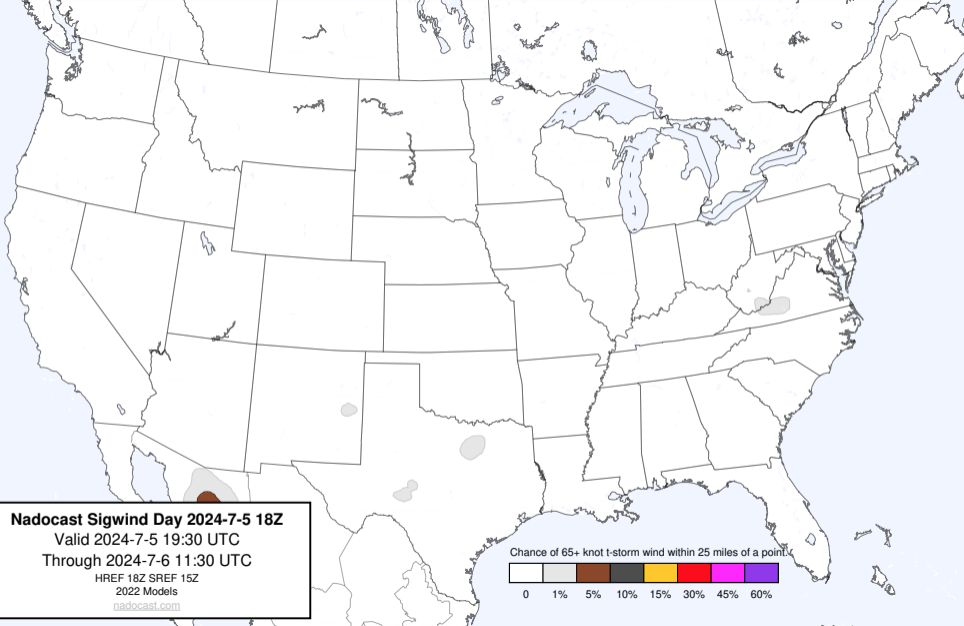 Nadocast Sigwind Day 2024-7-5 18Z
Valid 2024-7-5 19:30 UTC
Through 2024-7-6 11:30 UTC
HREF 18Z SREF 15Z
2022 Models
nadocast.com
Chance of 65+ knot t-storm wind within 25 miles of a point.
0 1% 5% 10% 15% 30% 45% 60%